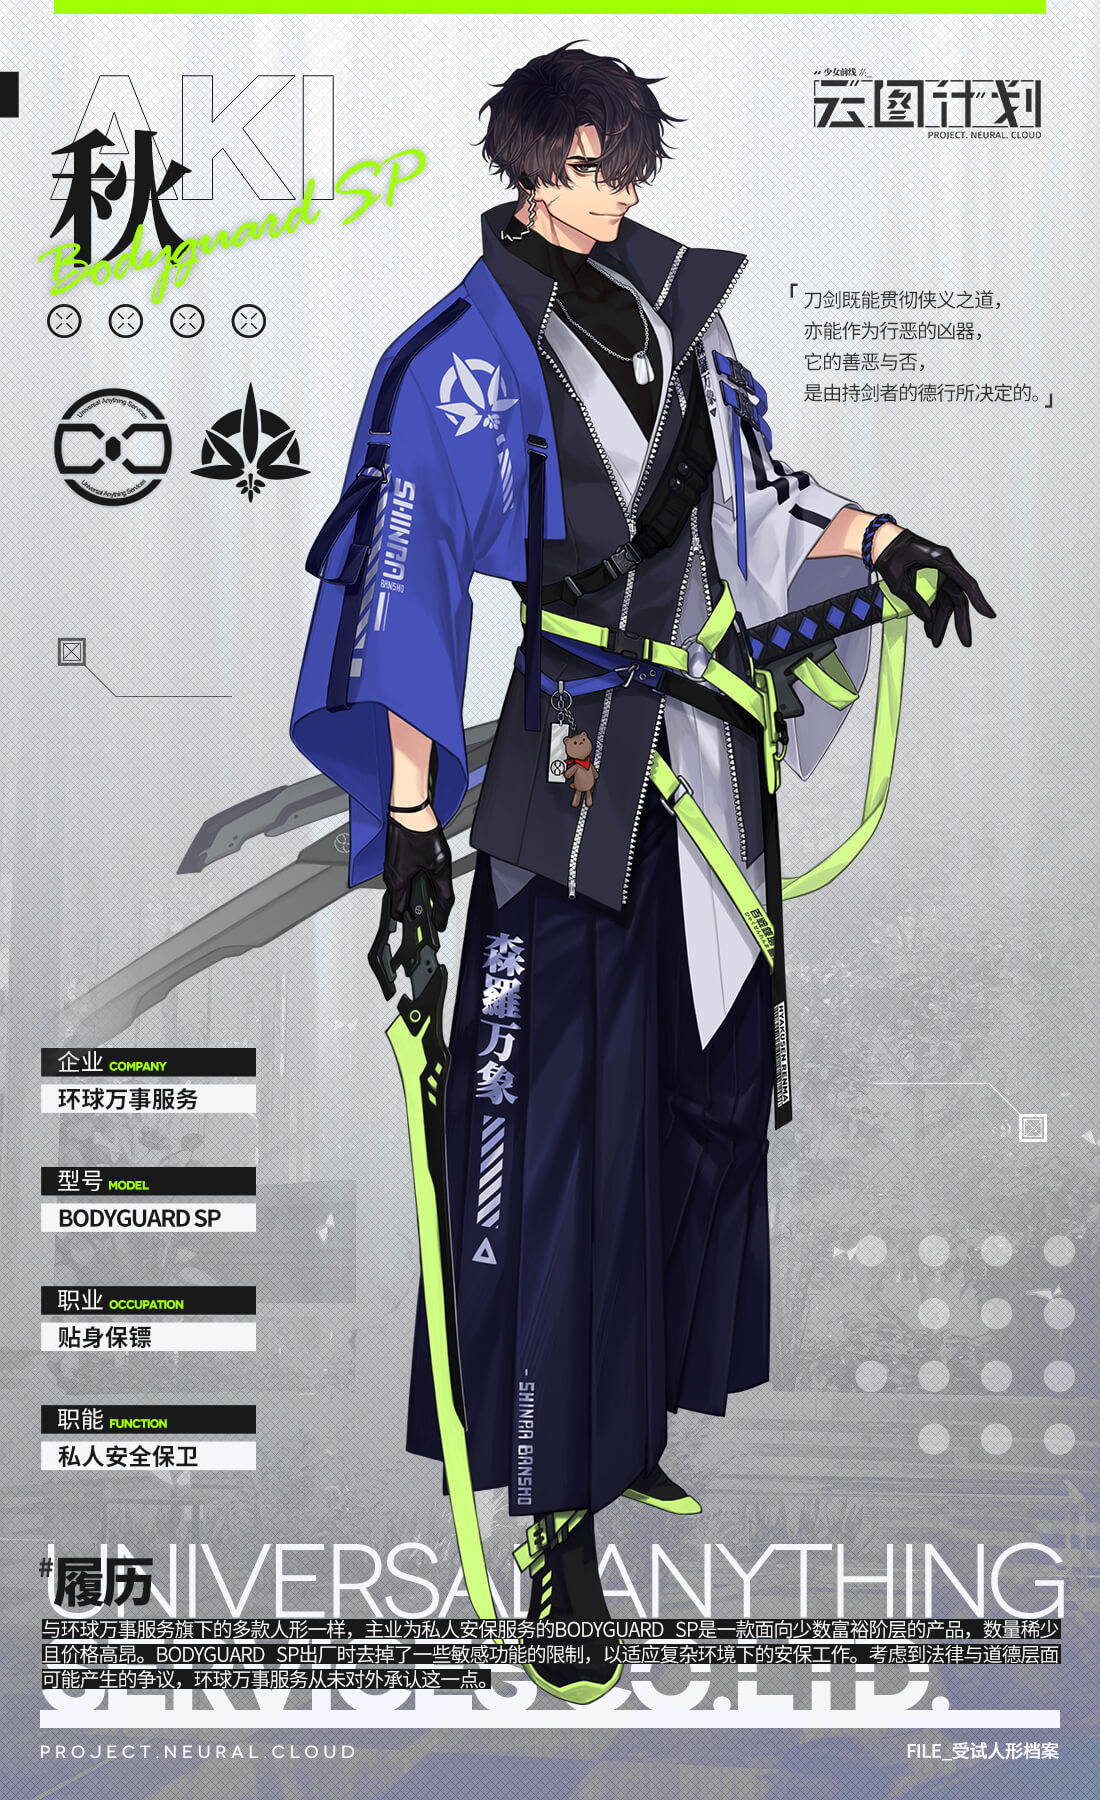 AKI
秋
Bodyguard SP
少女前线
云图计划
PROJECT. NEURAL. CLOUD
「刀剑既能贯彻侠义之道，
亦能作为行恶的凶器，
它的善恶与否，
是由持剑者的德行所决定的。」
Universal Anything Services
Universal Anything Services
SHINRA
BANSHO
万象
森羅万象
- SHINRA BANSHO
企业 COMPANY
环球万事服务
型号 MODEL
BODYGUARD SP
职业 OCCUPATION
贴身保镖
职能 FUNCTION
私人安全保卫
UNIVERSAL ANYTHING
SERVICES CO.LTD.
#履历
与环球万事服务旗下的多款人形一样，主业为私人安保服务的BODYGUARD SP是一款面向少数富裕阶层的产品，数量稀少
且价格高昂。BODYGUARD SP出厂时去掉了一些敏感功能的限制，以适应复杂环境下的安保工作。考虑到法律与道德层面
可能产生的争议，环球万事服务从未对外承认这一点。
PROJECT.NEURAL.CLOUD
FILE_受试人形档案